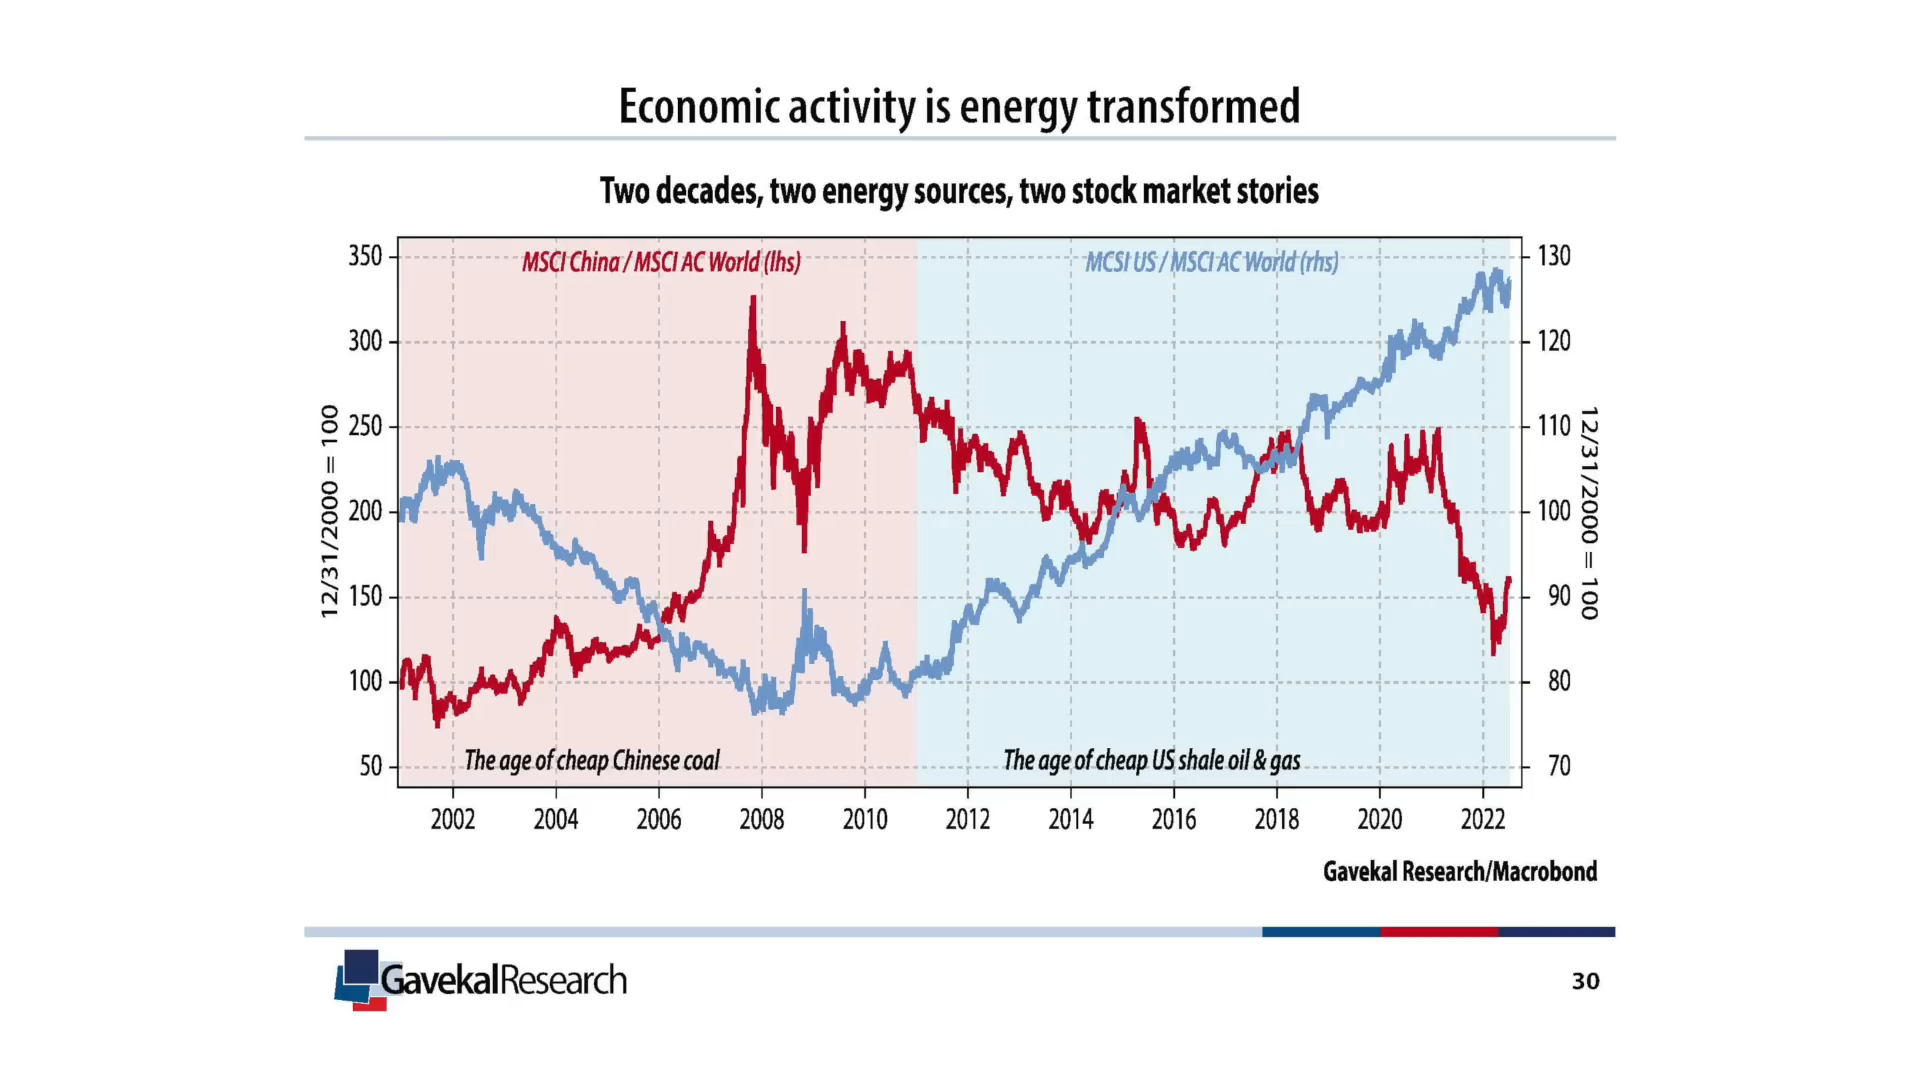 Economic activity is energy transformed
Two decades, two energy sources, two stock market stories
MSCI China / MSCI AC World (lhs)
MCSI US / MSCI AC World (rhs)
350
300
250
200
150
100
50
12/31/2000 = 100
130
120
110
100
90
80
70
12/31/2000 = 100
The age of cheap Chinese coal
The age of cheap US shale oil & gas
2002 2004 2006 2008 2010 2012 2014 2016 2018 2020 2022
Gavekal Research/Macrobond
GavekalResearch
30